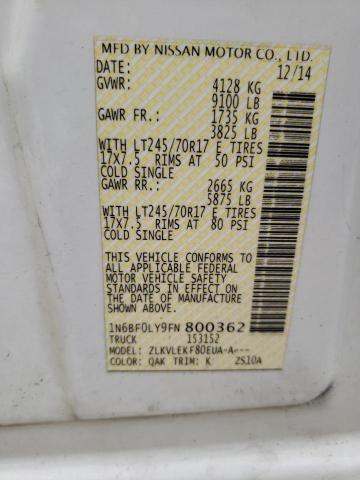 MFD BY NISSAN MOTOR CO., LTD.
DATE: 12/14
GVWR: 4128 KG
9100 LB
GAWR FR: 1735 KG
3825 LB
WITH LT245/70R17 E TIRES
17X7.5 RIMS AT 50 PSI
COLD SINGLE
GAWR RR: 2665 KG
5875 LB
WITH LT245/70R17 E TIRES
17X7.5 RIMS AT 80 PSI
COLD SINGLE
THIS VEHICLE CONFORMS TO
ALL APPLICABLE FEDERAL
MOTOR VEHICLE SAFETY
STANDARDS IN EFFECT ON THE
DATE OF MANUFACTURE
SHOWN ABOVE.
1N6BF0LY9FN 800362
TRUCK 153152
MODEL: ZLKVLEKF80EUA-A---
COLOR: QAK TRIM: K ZS10A